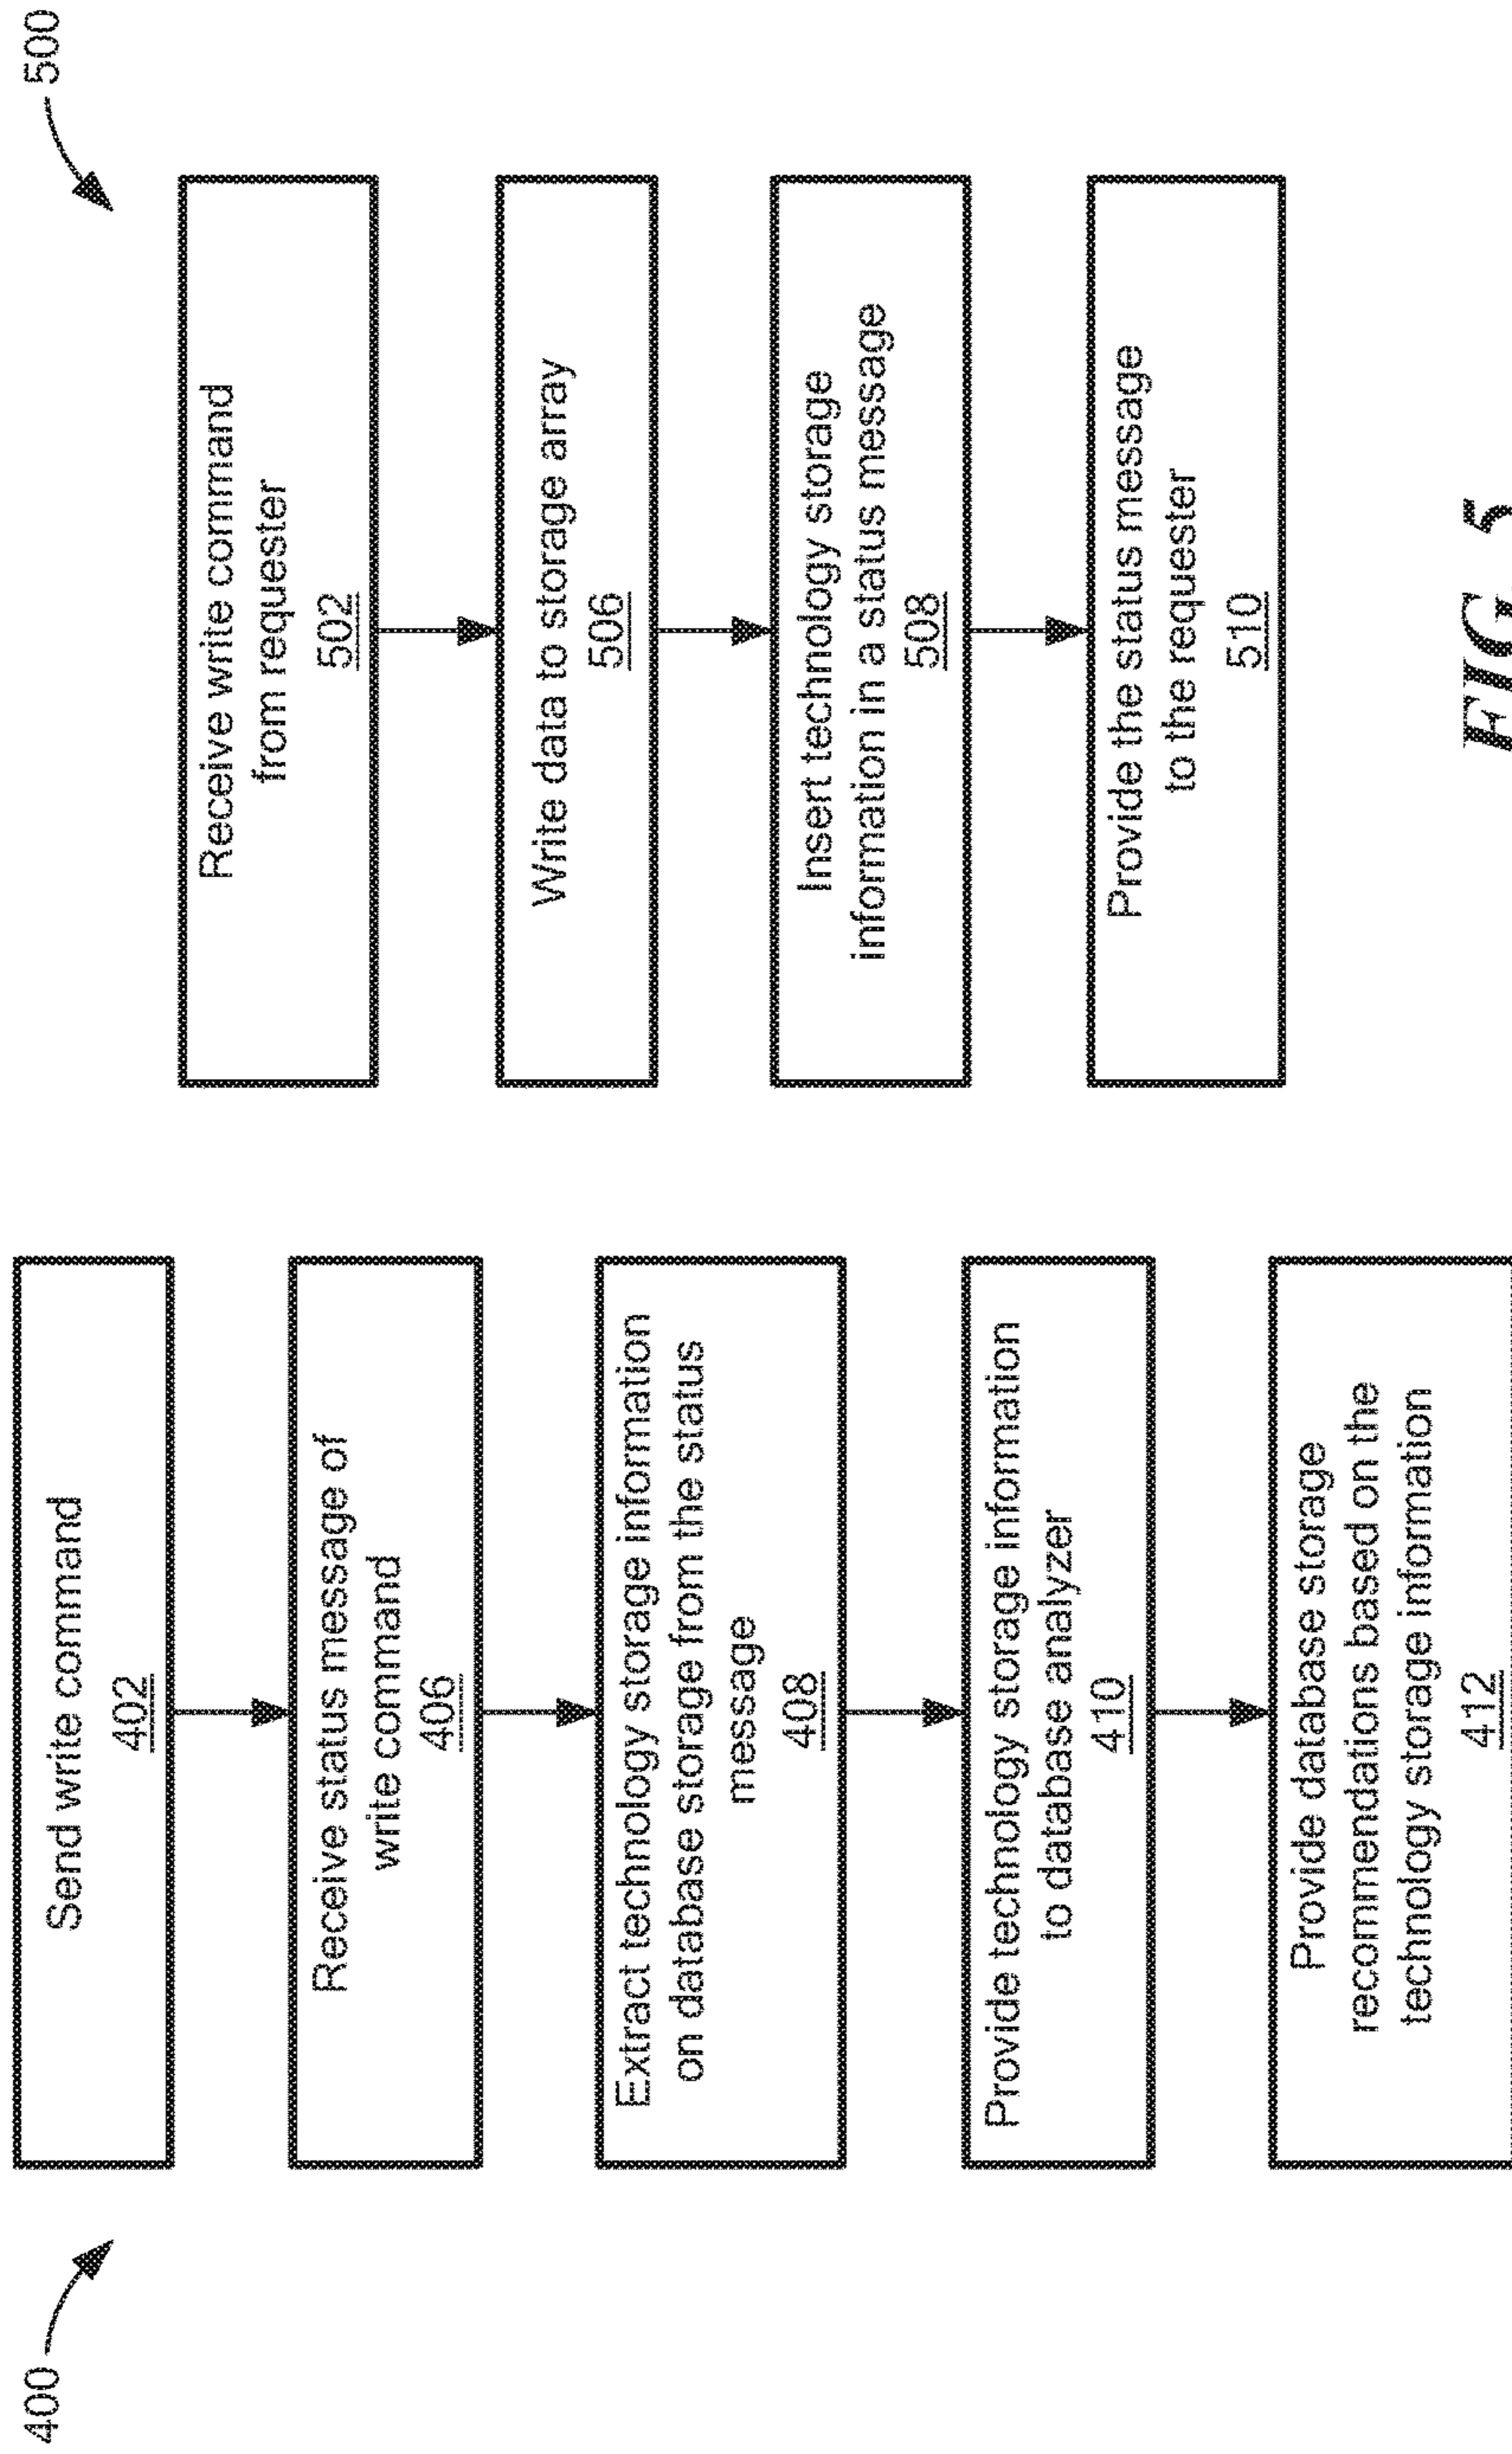 400
Send write command
402
Receive status message of
write command
406
Extract technology storage information
on database storage from the status
message
408
Provide technology storage information
to database analyzer
410
Provide database storage
recommendations based on the
technology storage information
412
500
Receive write command
from requester
502
Write data to storage array
506
Insert technology storage
information in a status message
508
Provide the status message
to the requester
510
FIG. 5